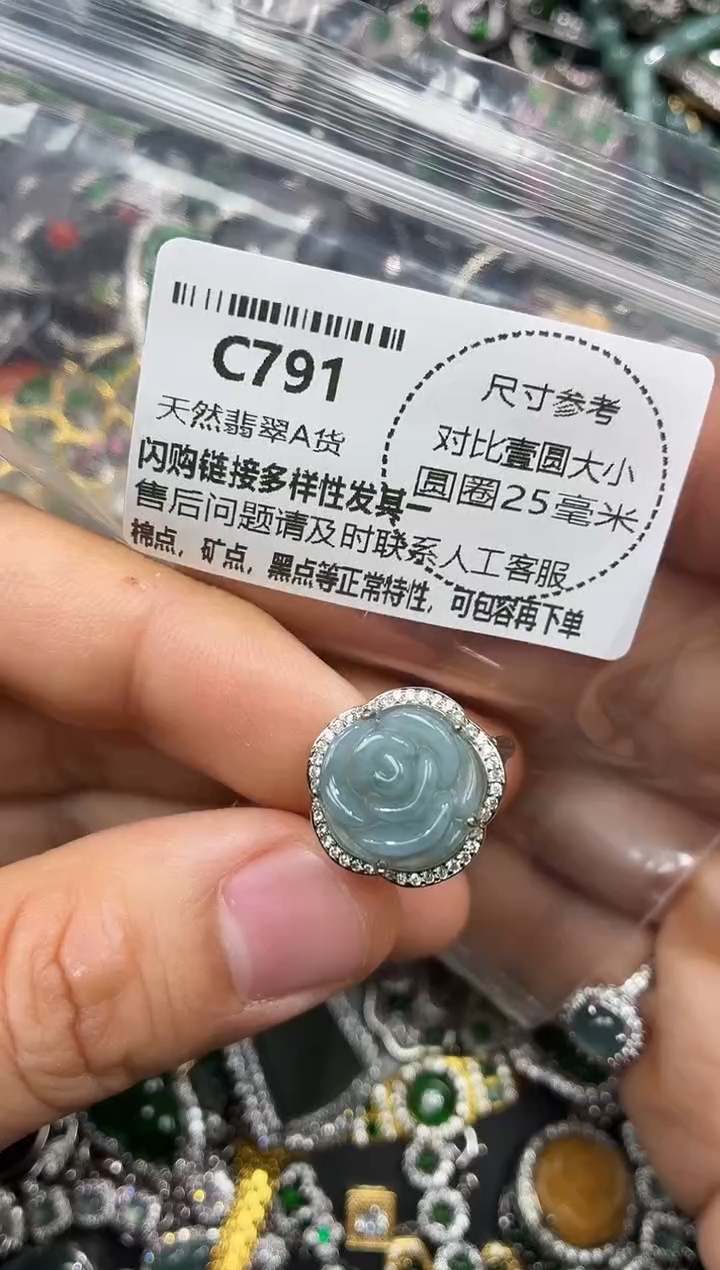 C791
天然翡翠A货
闪购链接多样性发其一
售后问题请及时联系人工客服
棉点，矿点，黑点等正常特性，可包容再下单
尺寸参考
对比壹圆大小
圆圈25毫米